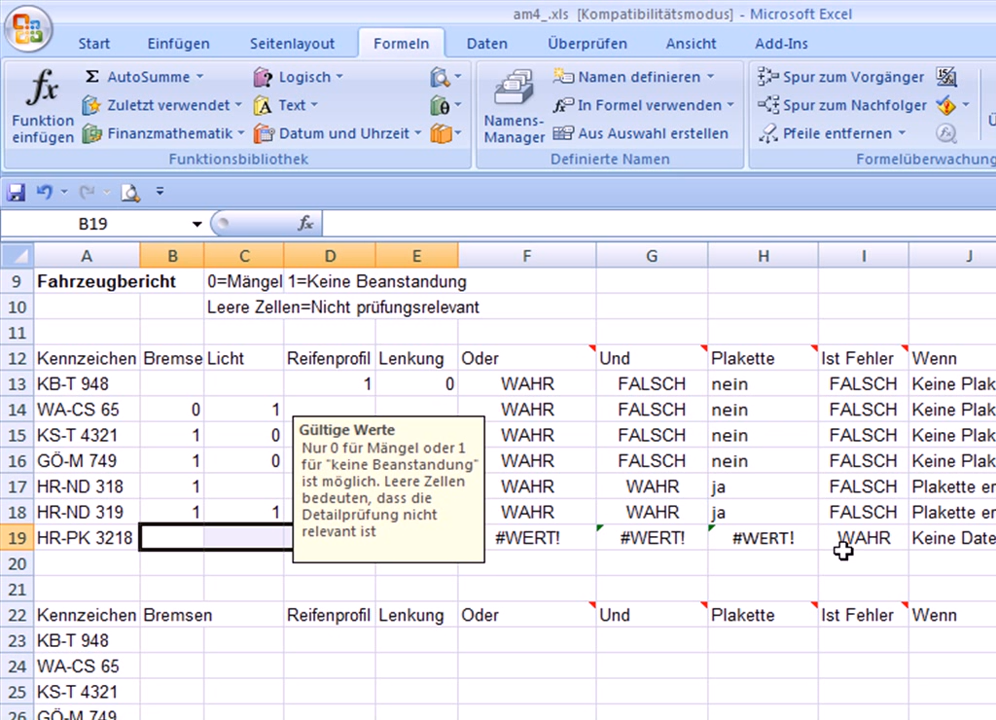 am4_.xls [Kompatibilitätsmodus] - Microsoft Excel
Start Einfügen Seitenlayout Formeln Daten Überprüfen Ansicht Add-Ins
fx Σ AutoSumme Logisch Namen definieren Spur zum Vorgänger
Zuletzt verwendet Text In Formel verwenden Spur zum Nachfolger
Funktion einfügen Finanzmathematik Datum und Uhrzeit Namens-Manager Aus Auswahl erstellen Pfeile entfernen
Funktionsbibliothek Definierte Namen Formelüberwachung
B19 fx
A B C D E F G H I J
9 Fahrzeugbericht 0=Mängel 1=Keine Beanstandung
10 Leere Zellen=Nicht prüfungsrelevant
11
12 Kennzeichen Bremse Licht Reifenprofil Lenkung Oder Und Plakette Ist Fehler Wenn
13 KB-T 948 1 0 WAHR FALSCH nein FALSCH Keine Plak
14 WA-CS 65 0 1 WAHR FALSCH nein FALSCH Keine Plak
15 KS-T 4321 1 0 WAHR FALSCH nein FALSCH Keine Plak
16 GÖ-M 749 1 0 WAHR FALSCH nein FALSCH Keine Plak
17 HR-ND 318 1 WAHR WAHR ja FALSCH Plakette er
18 HR-ND 319 1 1 WAHR WAHR ja FALSCH Plakette er
19 HR-PK 3218 #WERT! #WERT! #WERT! WAHR Keine Date
Gültige Werte
Nur 0 für Mängel oder 1
für "keine Beanstandung"
ist möglich. Leere Zellen
bedeuten, dass die
Detailprüfung nicht
relevant ist
20
21
22 Kennzeichen Bremsen Reifenprofil Lenkung Oder Und Plakette Ist Fehler Wenn
23 KB-T 948
24 WA-CS 65
25 KS-T 4321
26 GÖ-M 749